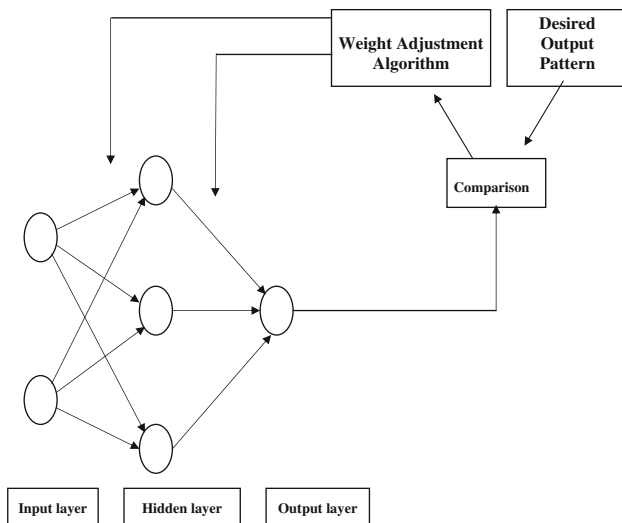 Weight Adjustment
Algorithm
Desired
Output
Pattern
Comparison
Input layer
Hidden layer
Output layer